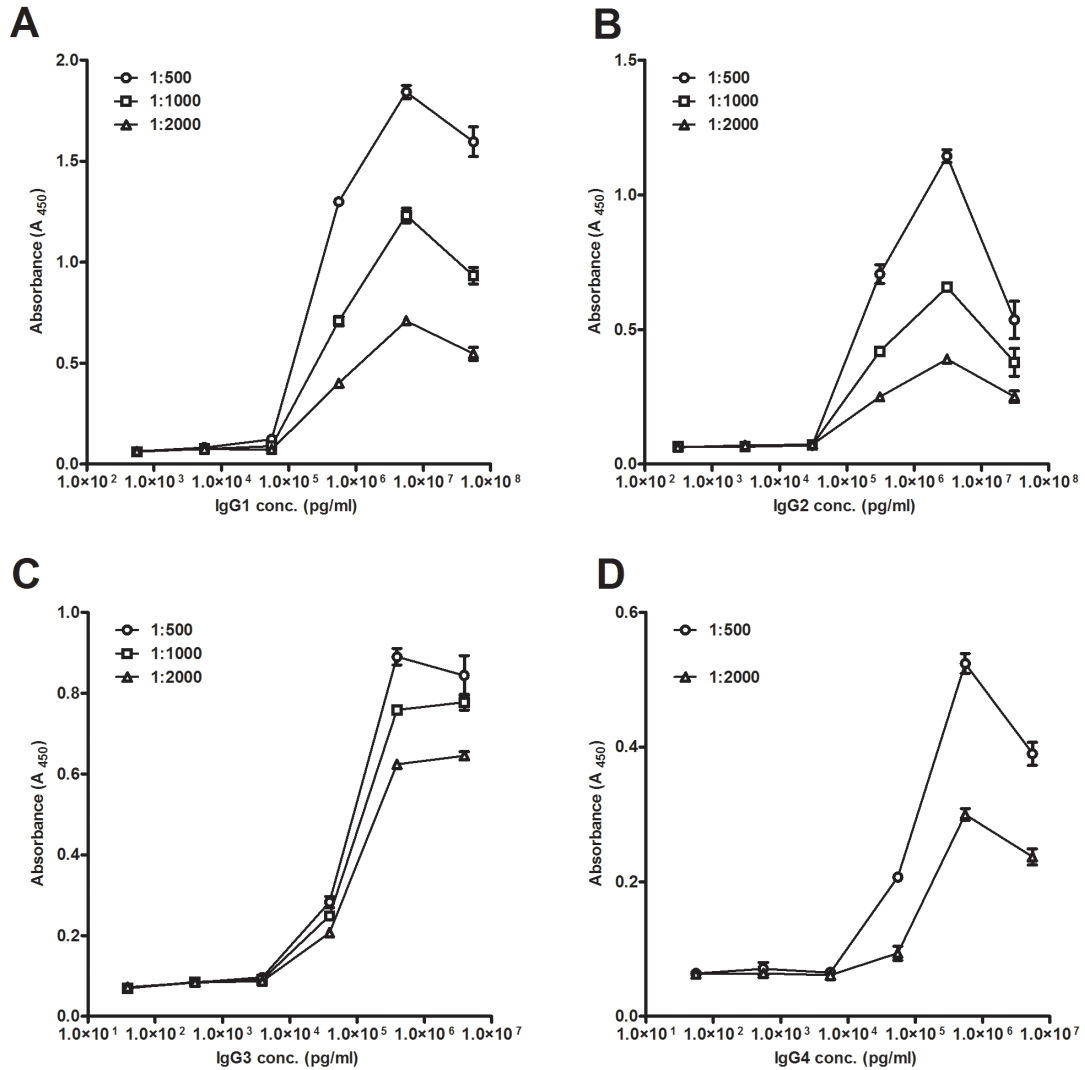 A
2.0
1.5
1.0
0.5
0.0
1:500
1:1000
1:2000
Absorbance (A 450)
1.0×10 2 1.0×10 3 1.0×10 4 1.0×10 5 1.0×10 6 1.0×10 7 1.0×10 8
IgG1 conc. (pg/ml)
B
1.5
1.0
0.5
0.0
1:500
1:1000
1:2000
Absorbance (A 450)
1.0×10 2 1.0×10 3 1.0×10 4 1.0×10 5 1.0×10 6 1.0×10 7 1.0×10 8
IgG2 conc. (pg/ml)
C
1.0
0.8
0.6
0.4
0.2
0.0
1:500
1:1000
1:2000
Absorbance (A 450)
1.0×10 1 1.0×10 2 1.0×10 3 1.0×10 4 1.0×10 5 1.0×10 6 1.0×10 7
IgG3 conc. (pg/ml)
D
0.6
0.4
0.2
0.0
1:500
1:2000
Absorbance (A 450)
1.0×10 1 1.0×10 2 1.0×10 3 1.0×10 4 1.0×10 5 1.0×10 6 1.0×10 7
IgG4 conc. (pg/ml)